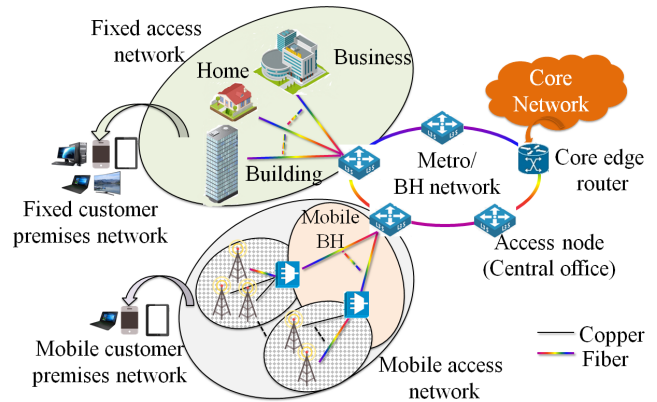 Fixed access
network
Business
Home
Building
Core
Network
Core edge
router
Metro/
BH network
Fixed customer
premises network
Mobile
BH
Access node
(Central office)
Mobile customer
premises network
Mobile access
network
Copper
Fiber